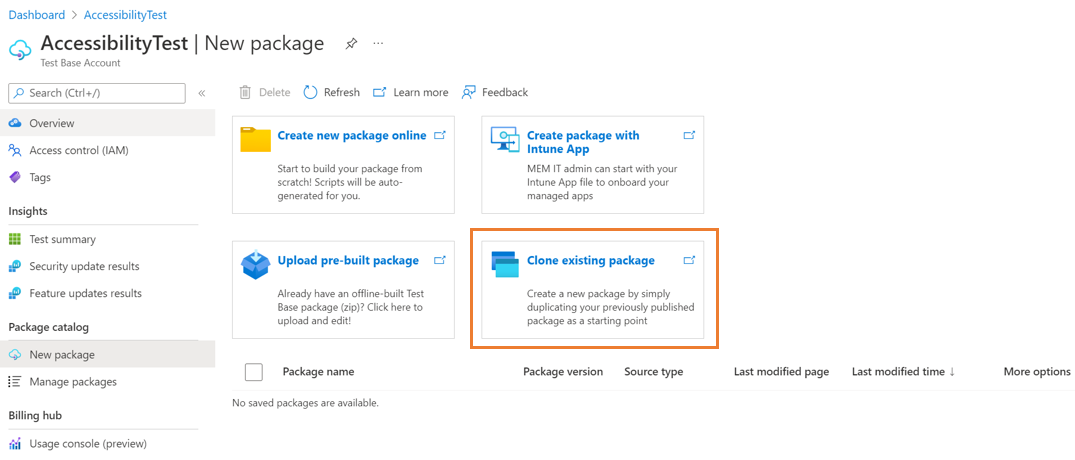 Dashboard > AccessibilityTest
AccessibilityTest | New package ...
Test Base Account
Search (Ctrl+/) «
Overview
Access control (IAM)
Tags
Insights
Test summary
Security update results
Feature updates results
Package catalog
New package
Manage packages
Billing hub
Usage console (preview)
Delete Refresh Learn more Feedback
Create new package online
Start to build your package from
scratch! Scripts will be auto-
generated for you.
Create package with
Intune App
MEM IT admin can start with your
Intune App file to onboard your
managed apps
Upload pre-built package
Already have an offline-built Test
Base package (zip)? Click here to
upload and edit!
Clone existing package
Create a new package by simply
duplicating your previously published
package as a starting point
Package name Package version Source type Last modified page Last modified time ↓ More options
No saved packages are available.